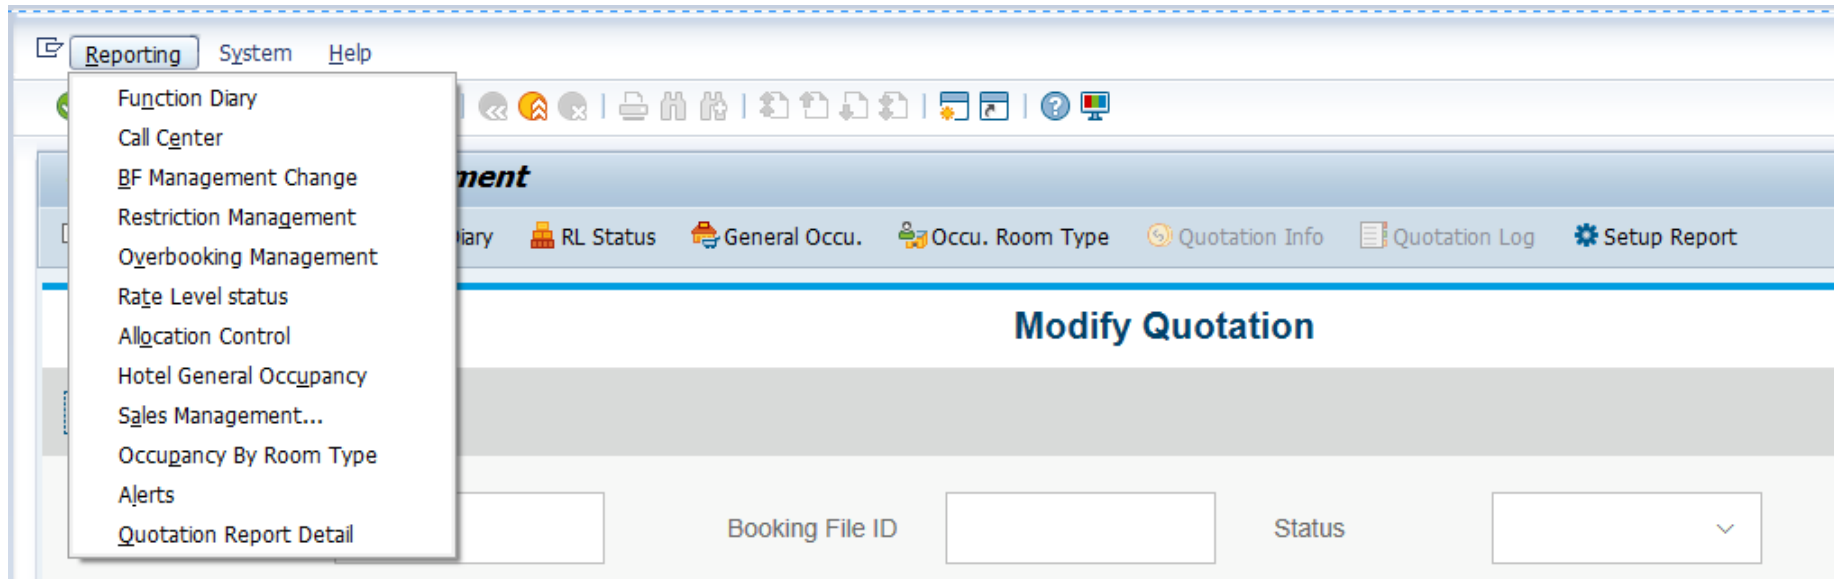 Reporting System Help
Function Diary
Call Center
BF Management Change
Restriction Management
Overbooking Management
Rate Level status
Allocation Control
Hotel General Occupancy
Sales Management...
Occupancy By Room Type
Alerts
Quotation Report Detail
ment
iary RL Status General Occu. Occu. Room Type Quotation Info Quotation Log Setup Report
Modify Quotation
Booking File ID Status